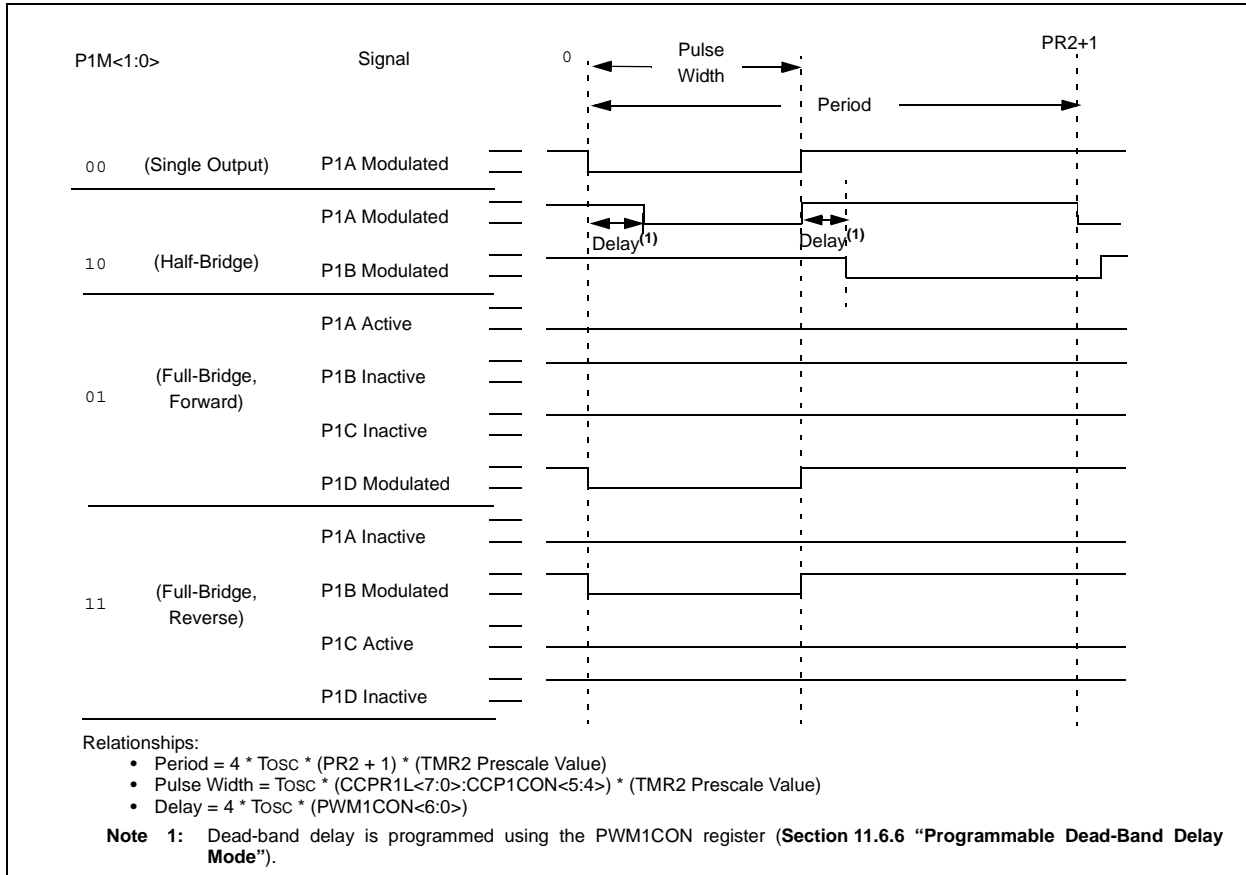 P1M<1:0> Signal 0 Pulse Width PR2+1
Period
00 (Single Output) P1A Modulated
P1A Modulated
Delay(1) Delay(1)
10 (Half-Bridge) P1B Modulated
P1A Active
01 (Full-Bridge, Forward) P1B Inactive
P1C Inactive
P1D Modulated
P1A Inactive
11 (Full-Bridge, Reverse) P1B Modulated
P1C Active
P1D Inactive
Relationships:
• Period = 4 * TOSC * (PR2 + 1) * (TMR2 Prescale Value)
• Pulse Width = TOSC * (CCPR1L<7:0>:CCP1CON<5:4>) * (TMR2 Prescale Value)
• Delay = 4 * TOSC * (PWM1CON<6:0>)
Note 1: Dead-band delay is programmed using the PWM1CON register (Section 11.6.6 “Programmable Dead-Band Delay
Mode”).